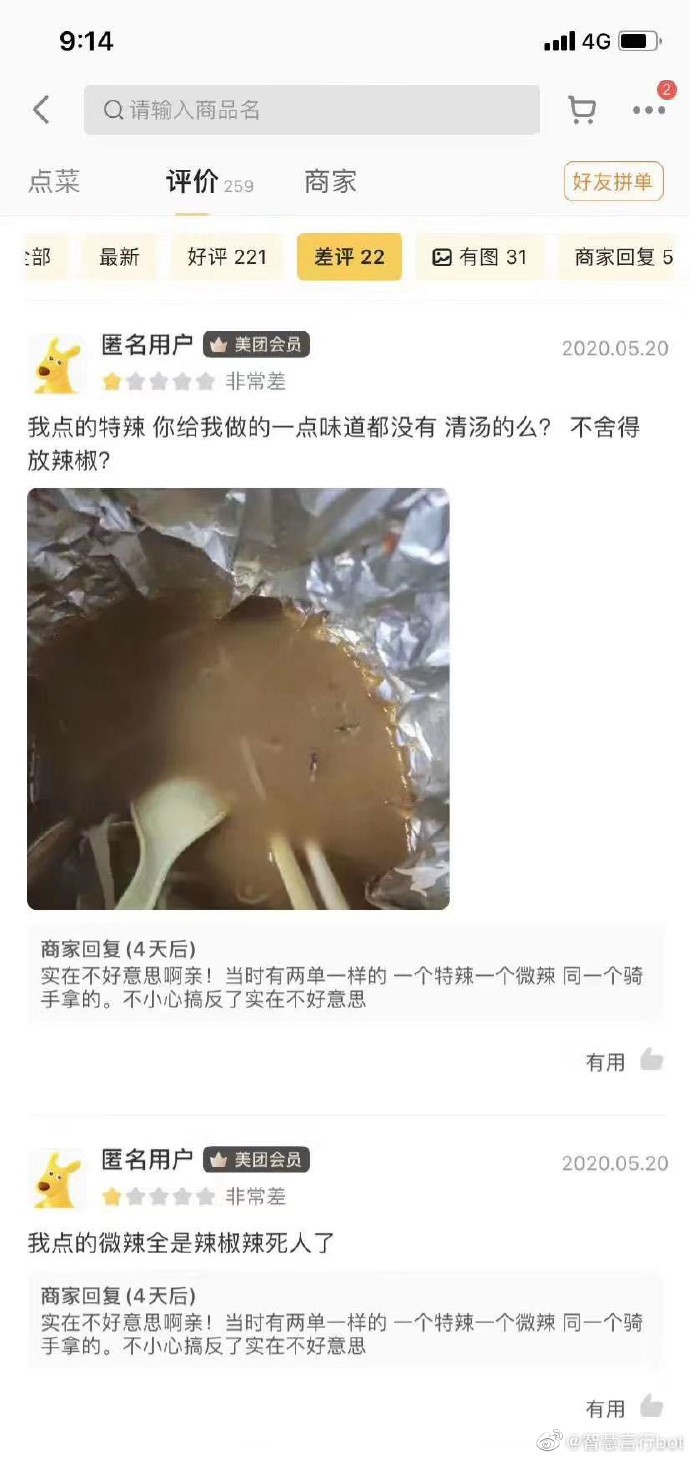 9:14
4G
请输入商品名
2
点菜
评价 259
商家
好友拼单
部
最新
好评 221
差评 22
有图 31
商家回复 5
匿名用户
美团会员
2020.05.20
非常差
我点的特辣 你给我做的一点味道都没有 清汤的么？ 不舍得
放辣椒？
商家回复 (4天后)
实在不好意思啊亲！当时有两单一样的 一个特辣一个微辣 同一个骑
手拿的。不小心搞反了实在不好意思
有用
匿名用户
美团会员
2020.05.20
非常差
我点的微辣全是辣椒辣死人了
商家回复 (4天后)
实在不好意思啊亲！当时有两单一样的 一个特辣一个微辣 同一个骑
手拿的。不小心搞反了实在不好意思
有用
@智慧言行bot